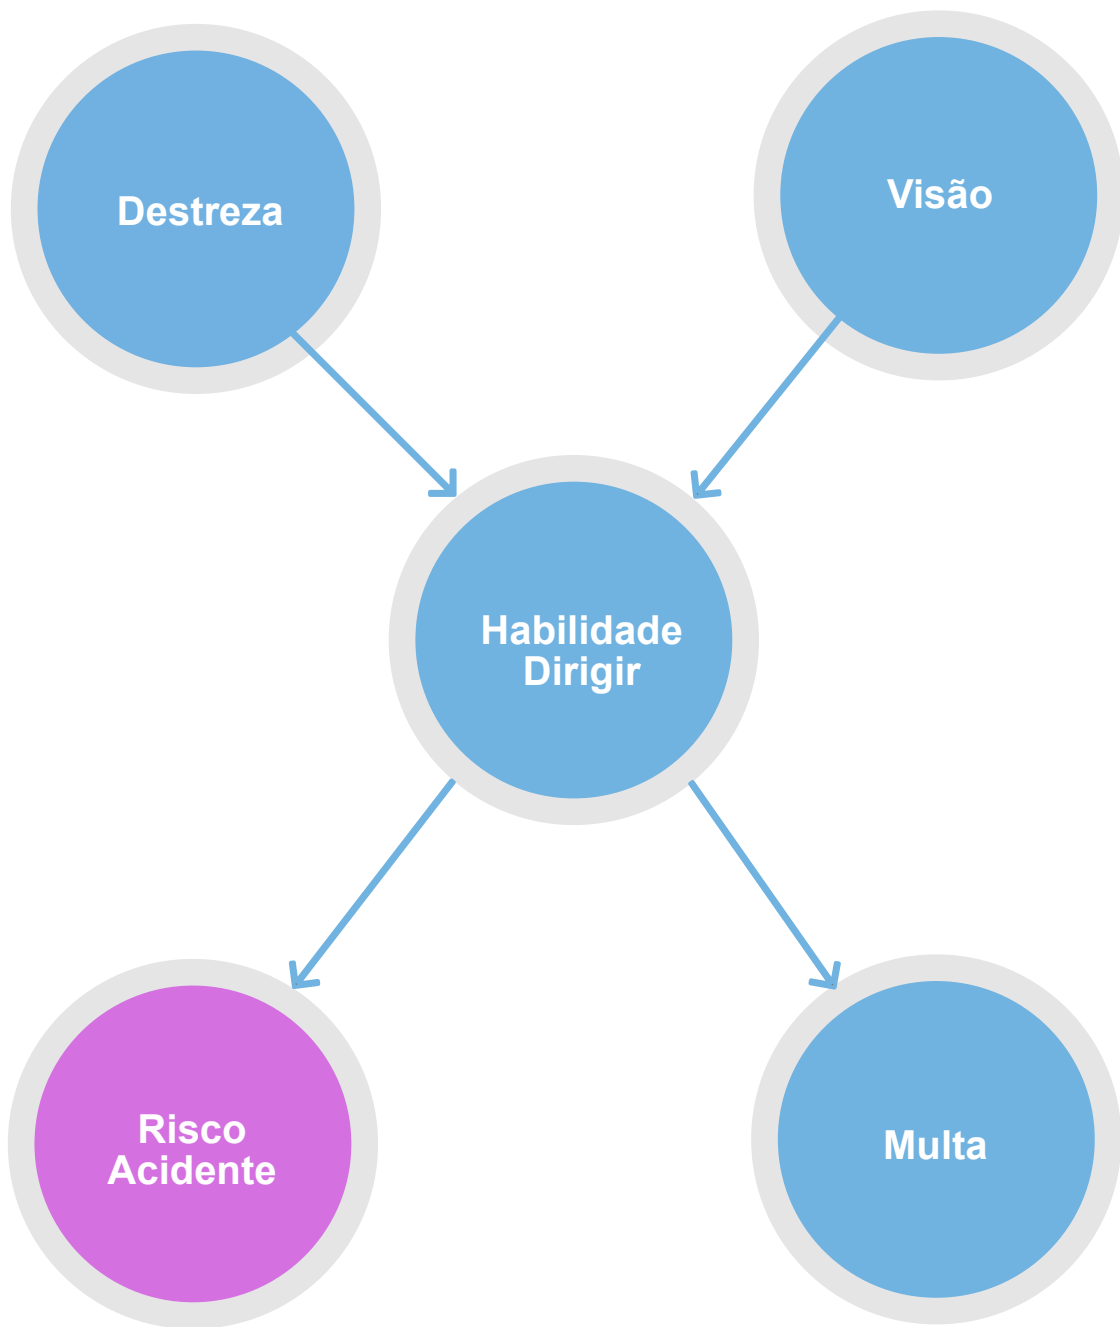 Destreza
Visão
Habilidade
Dirigir
Risco
Acidente
Multa